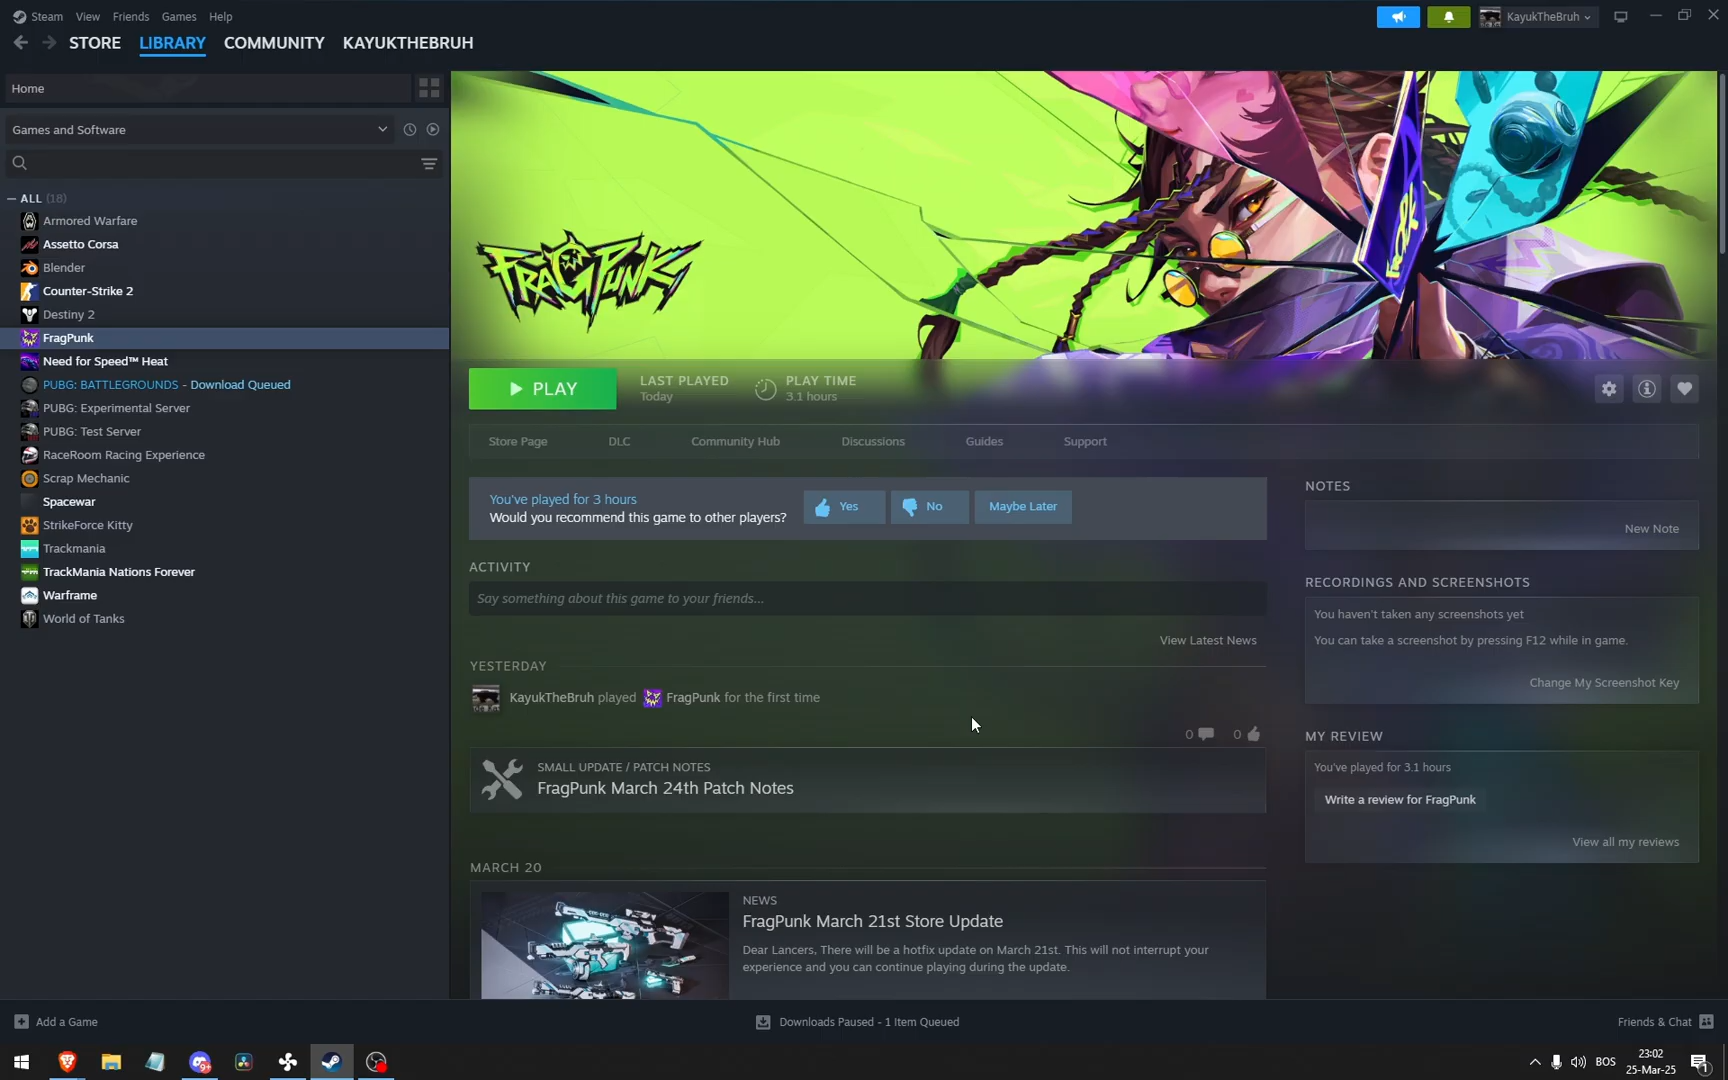 Steam View Friends Games Help
KayukTheBruh
STORE LIBRARY COMMUNITY KAYUKTHEBRUH
Home
Games and Software
ALL (18)
Armored Warfare
Assetto Corsa
Blender
Counter-Strike 2
Destiny 2
FragPunk
Need for Speed™ Heat
PUBG: BATTLEGROUNDS - Download Queued
PUBG: Experimental Server
PUBG: Test Server
RaceRoom Racing Experience
Scrap Mechanic
Spacewar
StrikeForce Kitty
Trackmania
TrackMania Nations Forever
Warframe
World of Tanks
FRAGPUNK
PLAY
LAST PLAYED
Today
PLAY TIME
3.1 hours
Store Page DLC Community Hub Discussions Guides Support
You've played for 3 hours
Would you recommend this game to other players?
Yes No Maybe Later
ACTIVITY
Say something about this game to your friends...
View Latest News
YESTERDAY
KayukTheBruh played FragPunk for the first time
0 0
SMALL UPDATE / PATCH NOTES
FragPunk March 24th Patch Notes
MARCH 20
NEWS
FragPunk March 21st Store Update
Dear Lancers, There will be a hotfix update on March 21st. This will not interrupt your
experience and you can continue playing during the update.
NOTES
New Note
RECORDINGS AND SCREENSHOTS
You haven't taken any screenshots yet
You can take a screenshot by pressing F12 while in game.
Change My Screenshot Key
MY REVIEW
You've played for 3.1 hours
Write a review for FragPunk
View all my reviews
Add a Game
Downloads Paused - 1 Item Queued
Friends & Chat
9+
BOS
23:02
25-Mar-25
1